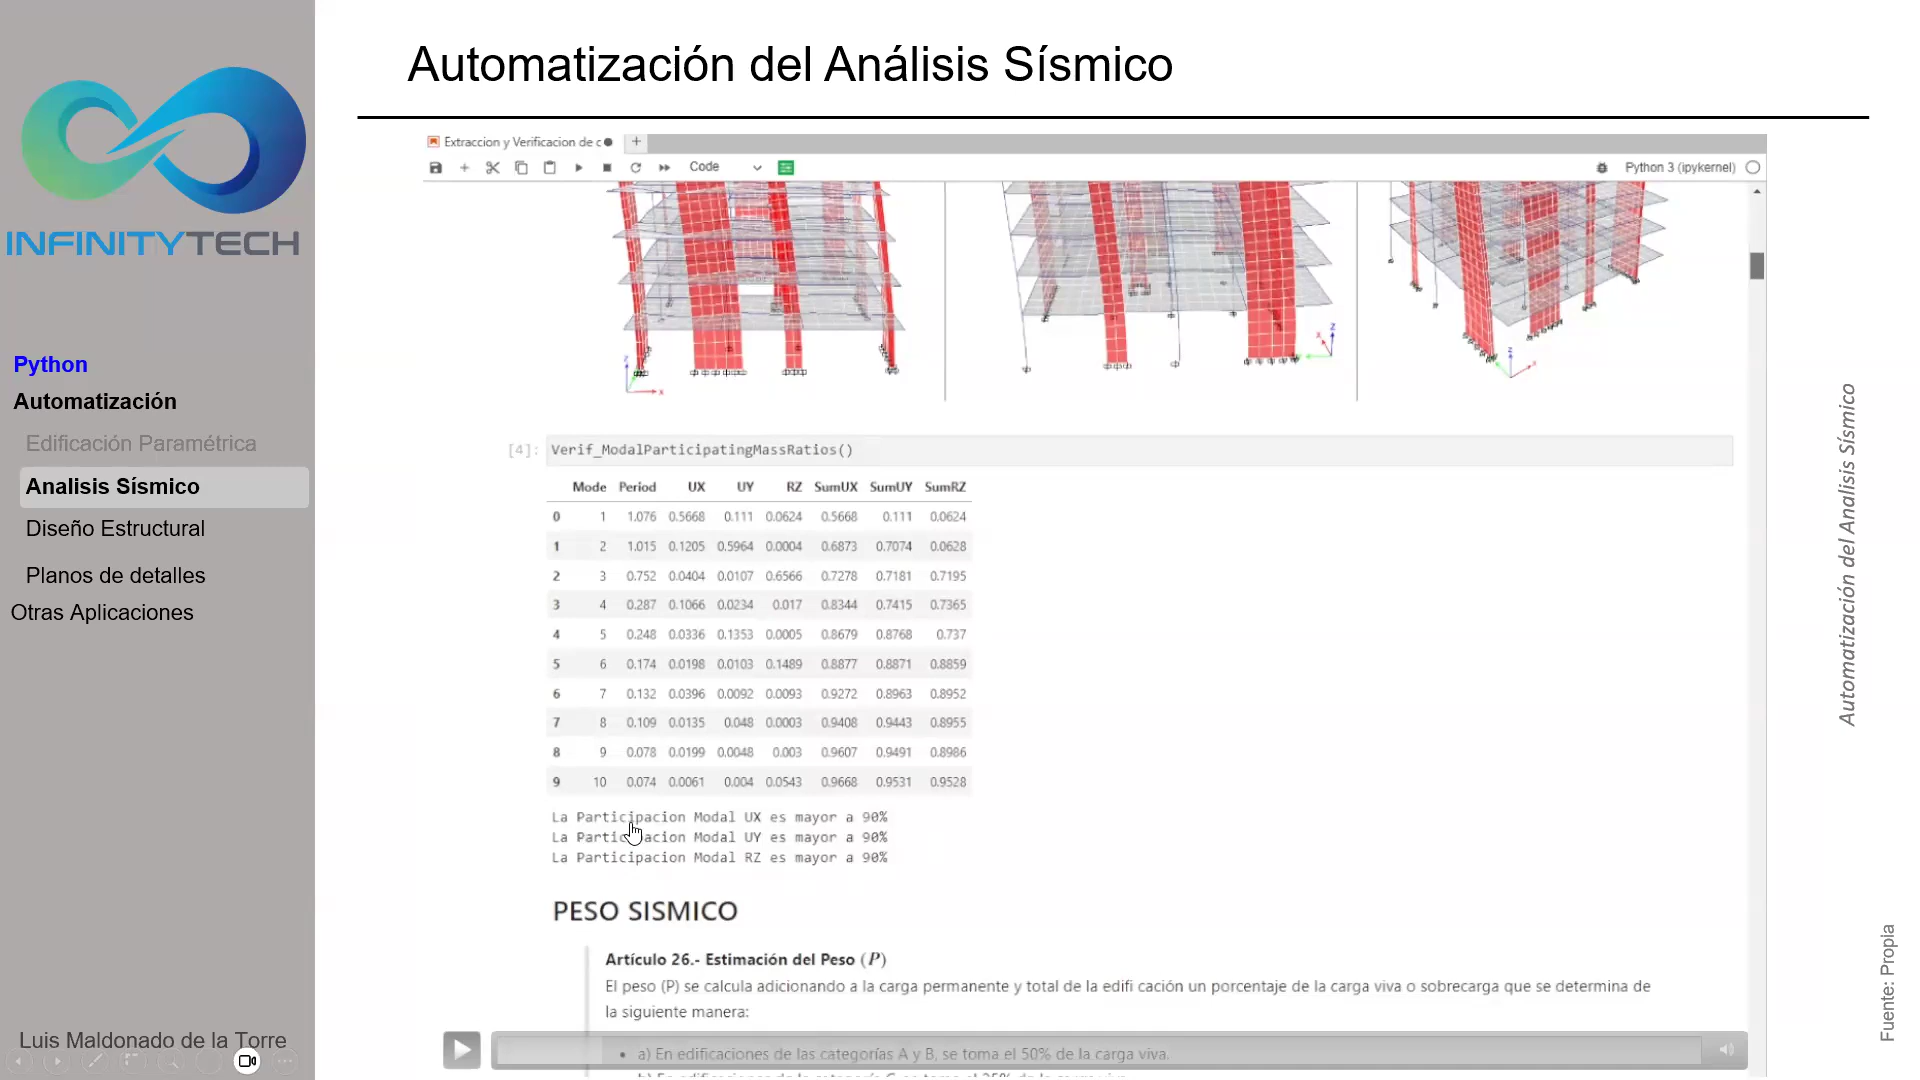 Automatización del Análisis Sísmico
INFINITYTECH
Python
Automatización
Edificación Paramétrica
Analisis Sísmico
Diseño Estructural
Planos de detalles
Otras Aplicaciones
Luis Maldonado de la Torre
Extraccion y Verificacion de c
Code
Python 3 (ipykernel)
[4]: Verif_ModalParticipatingMassRatios()
Mode Period UX UY RZ SumUX SumUY SumRZ
0 1 1.076 0.5668 0.111 0.0624 0.5668 0.111 0.0624
1 2 1.015 0.1205 0.5964 0.0004 0.6873 0.7074 0.0628
2 3 0.752 0.0404 0.0107 0.6566 0.7278 0.7181 0.7195
3 4 0.287 0.1066 0.0234 0.017 0.8344 0.7415 0.7365
4 5 0.248 0.0336 0.1353 0.0005 0.8679 0.8768 0.737
5 6 0.174 0.0198 0.0103 0.1489 0.8877 0.8871 0.8859
6 7 0.132 0.0396 0.0092 0.0093 0.9272 0.8963 0.8952
7 8 0.109 0.0135 0.048 0.0003 0.9408 0.9443 0.8955
8 9 0.078 0.0199 0.0048 0.003 0.9607 0.9491 0.8986
9 10 0.074 0.0061 0.004 0.0543 0.9668 0.9531 0.9528
La Participacion Modal UX es mayor a 90%
La Participacion Modal UY es mayor a 90%
La Participacion Modal RZ es mayor a 90%
PESO SISMICO
Artículo 26.- Estimación del Peso (P)
El peso (P) se calcula adicionando a la carga permanente y total de la edifi cación un porcentaje de la carga viva o sobrecarga que se determina de
la siguiente manera:
• a) En edificaciones de las categorías A y B, se toma el 50% de la carga viva.
Automatización del Analisis Sísmico
Fuente: Propia